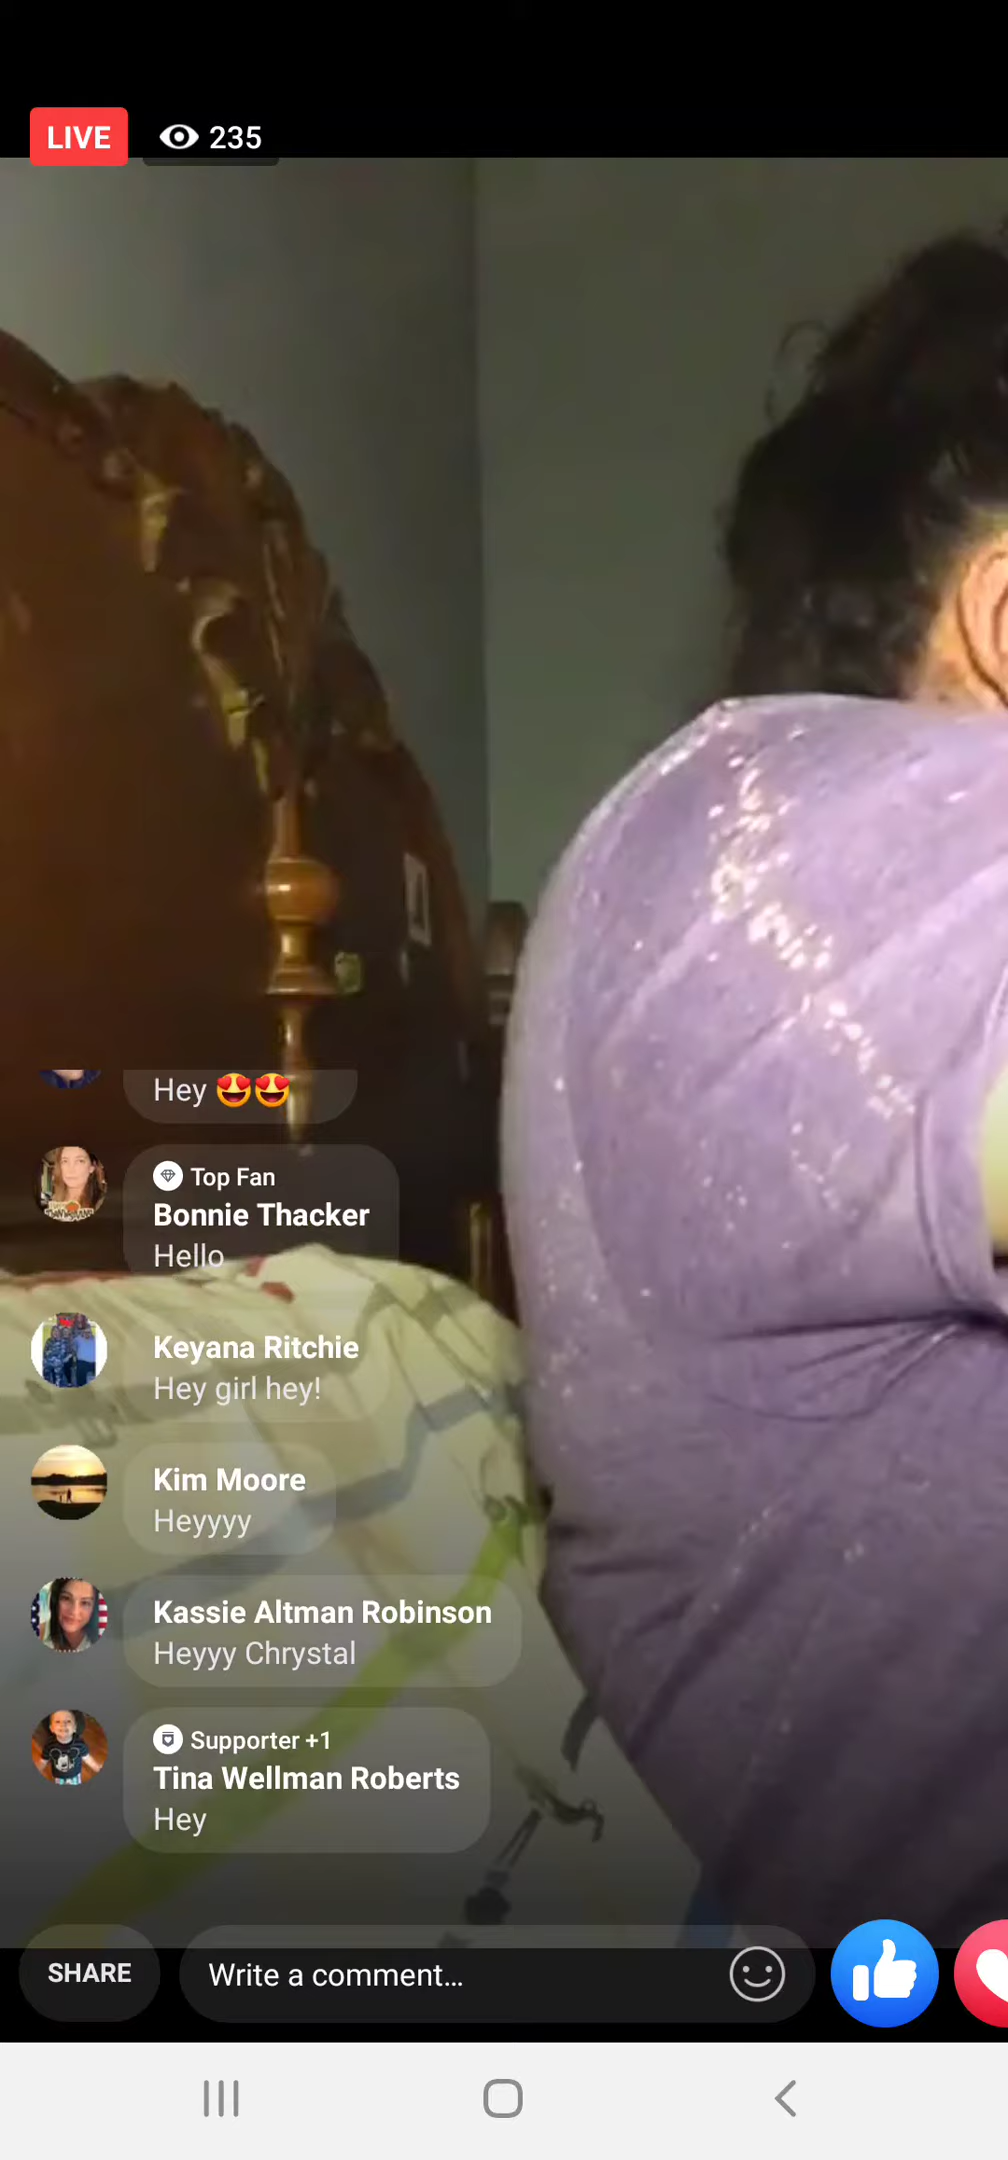 LIVE 235
Hey 😍😍
Top Fan
Bonnie Thacker
Hello
Keyana Ritchie
Hey girl hey!
Kim Moore
Heyyyy
Kassie Altman Robinson
Heyyy Chrystal
Supporter +1
Tina Wellman Roberts
Hey
SHARE Write a comment...